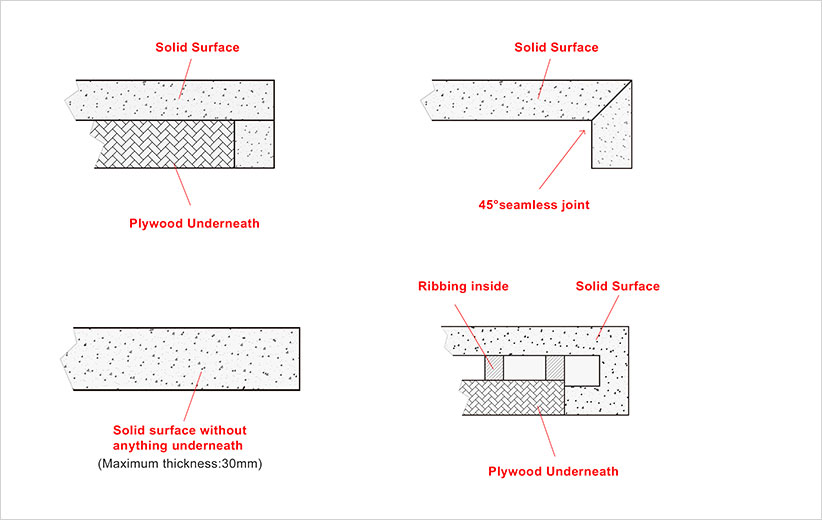 Solid Surface
Plywood Underneath
Solid Surface
45°seamless joint
Solid surface without
anything underneath
(Maximum thickness:30mm)
Ribbing inside
Solid Surface
Plywood Underneath